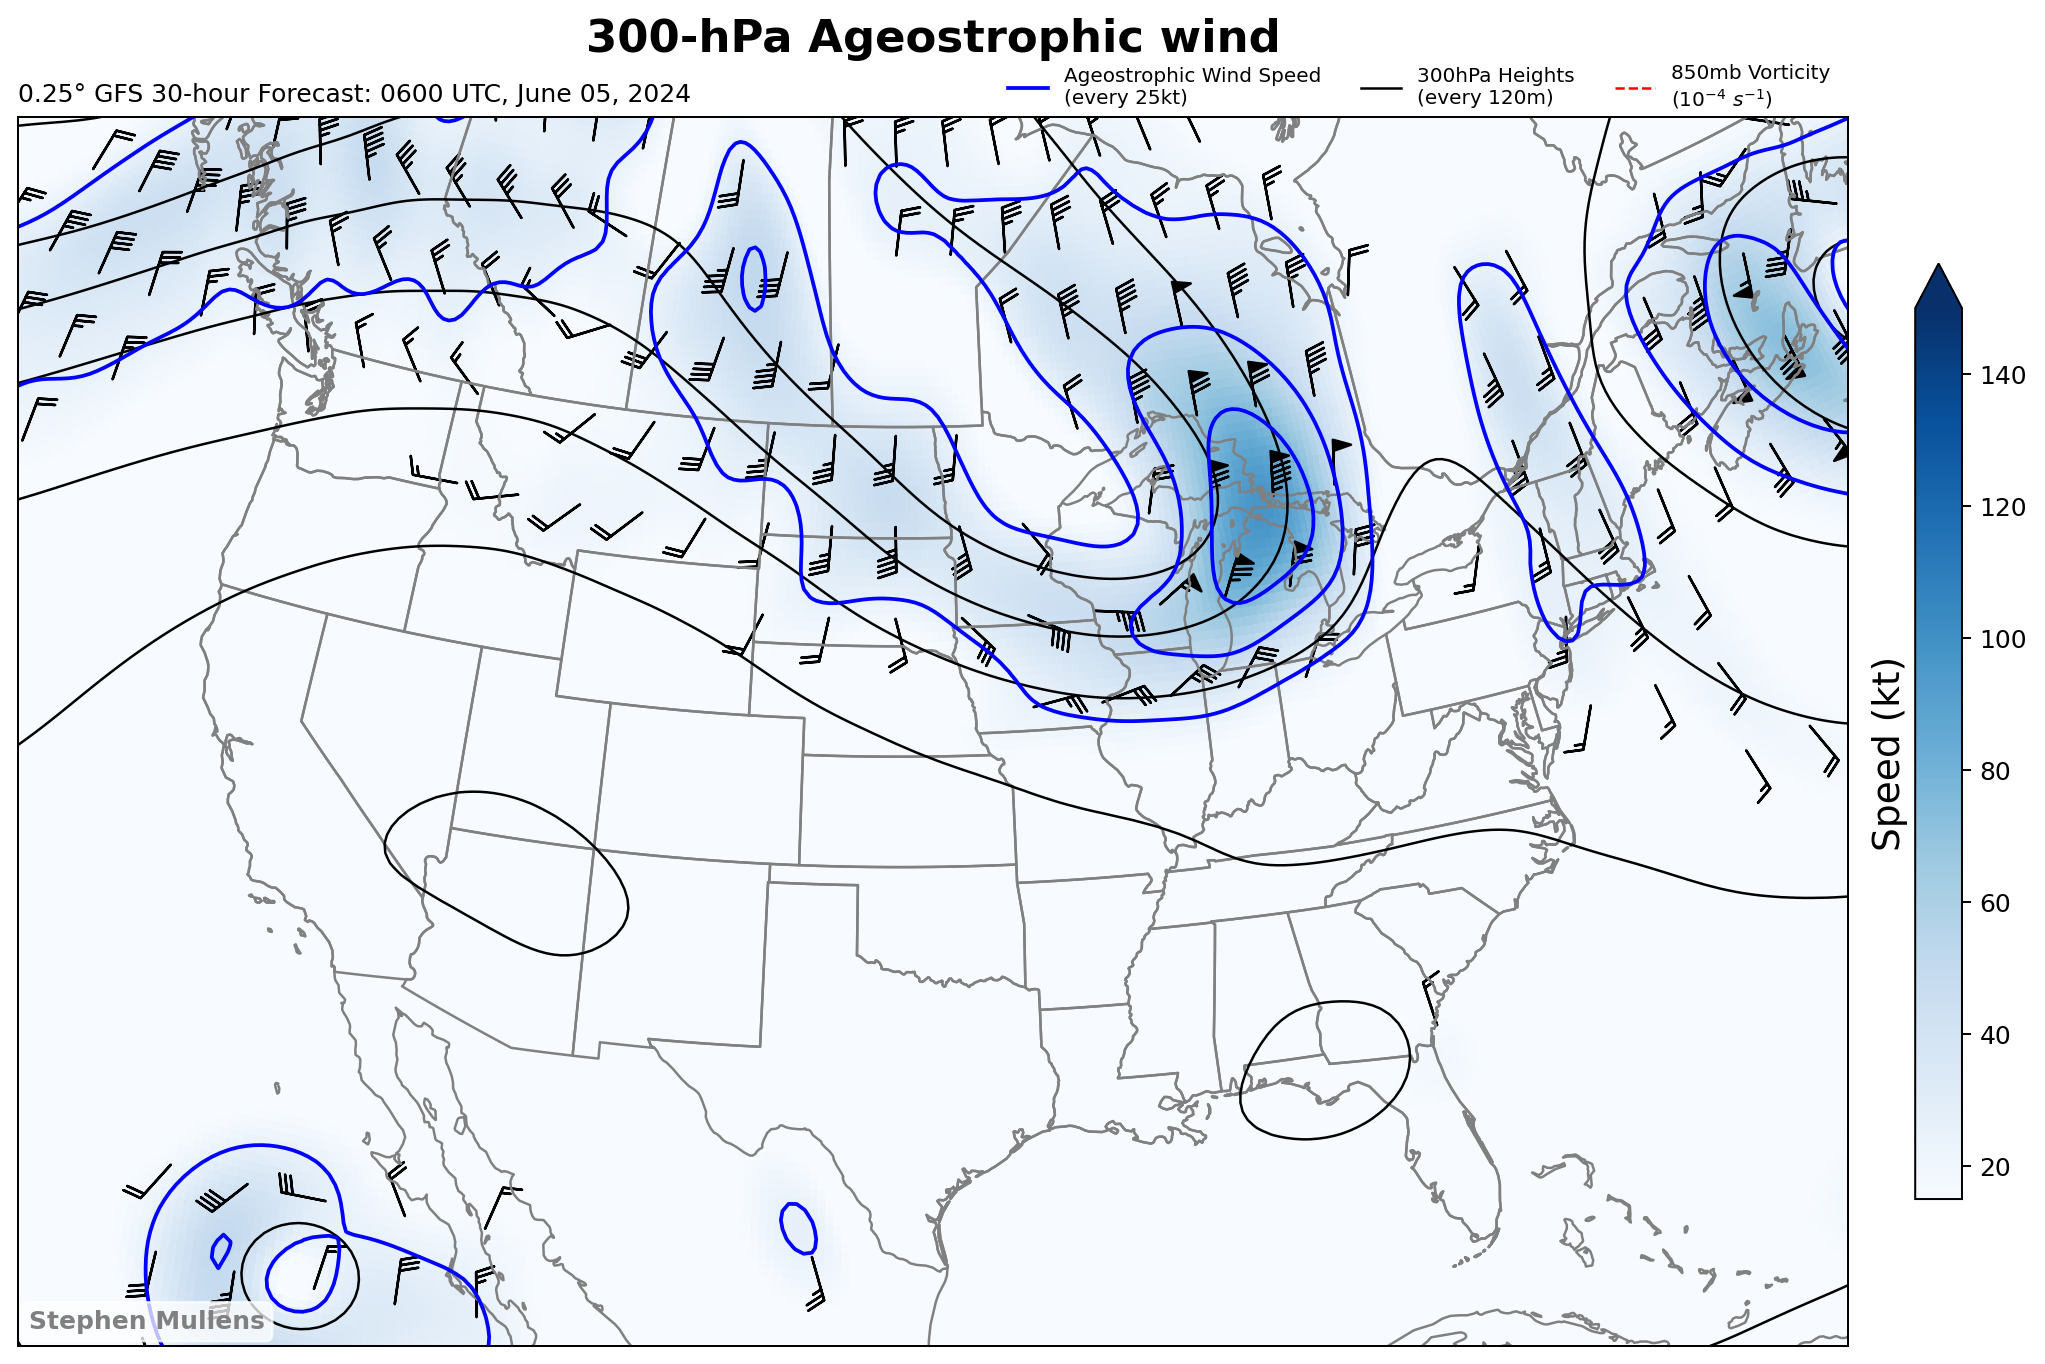 300-hPa Ageostrophic wind
0.25° GFS 30-hour Forecast: 0600 UTC, June 05, 2024
Ageostrophic Wind Speed
(every 25kt)
300hPa Heights
(every 120m)
850mb Vorticity
(10⁻⁴ s⁻¹)
140
120
100
80
60
40
20
Speed (kt)
Stephen Mullens